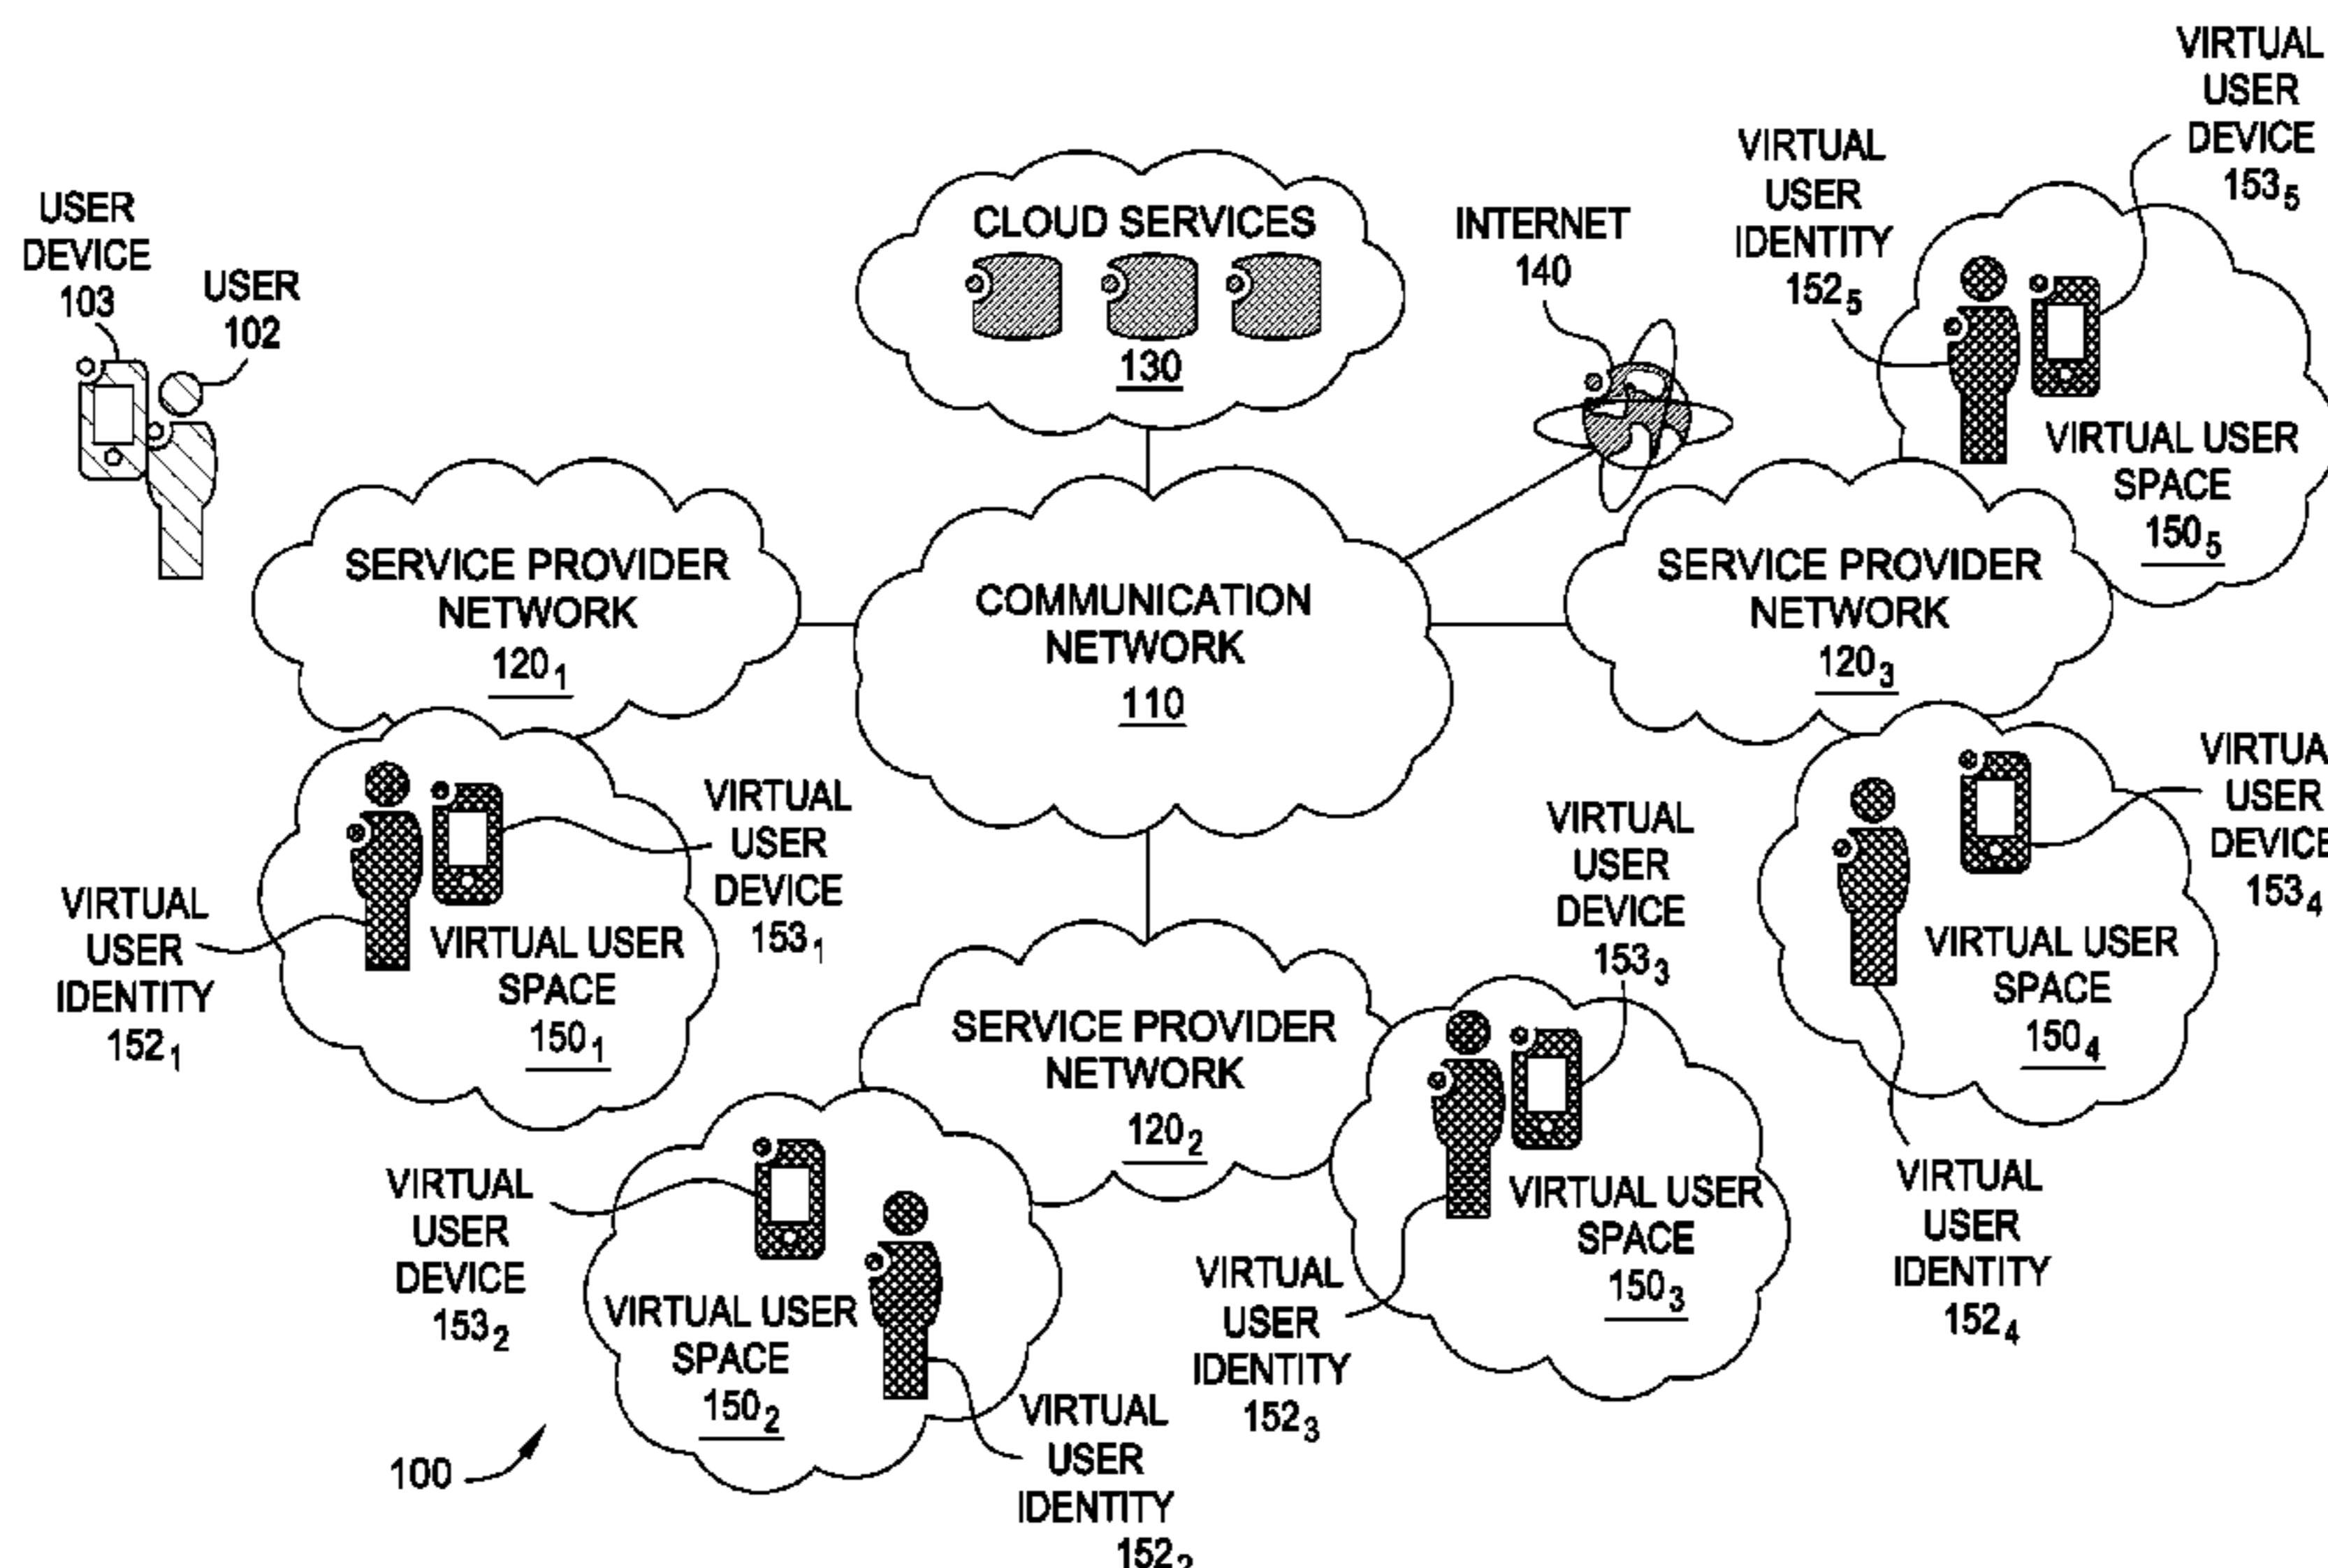 VIRTUAL
USER
DEVICE
153₅
VIRTUAL
USER
IDENTITY
152₅
USER
DEVICE
103
USER
102
CLOUD SERVICES
130
INTERNET
140
VIRTUAL USER
SPACE
150₅
SERVICE PROVIDER
NETWORK
120₁
COMMUNICATION
NETWORK
110
SERVICE PROVIDER
NETWORK
120₃
VIRTUAL
USER
DEVICE
153₁
VIRTUAL
USER
IDENTITY
152₁
VIRTUAL USER
SPACE
150₁
VIRTUAL
USER
DEVICE
153₃
VIRTUA
USER
DEVICE
153₄
VIRTUAL USER
SPACE
150₄
SERVICE PROVIDER
NETWORK
120₂
VIRTUAL
USER
DEVICE
153₂
VIRTUAL USER
SPACE
150₂
VIRTUAL
USER
IDENTITY
152₂
VIRTUAL USER
SPACE
150₃
VIRTUAL
USER
IDENTITY
152₃
VIRTUAL
USER
IDENTITY
152₄
100